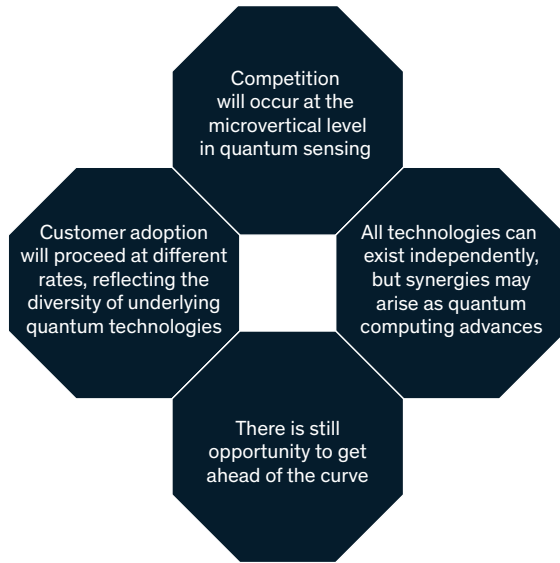 Competition
will occur at the
microvertical level
in quantum sensing
Customer adoption
will proceed at different
rates, reflecting the
diversity of underlying
quantum technologies
All technologies can
exist independently,
but synergies may
arise as quantum
computing advances
There is still
opportunity to get
ahead of the curve